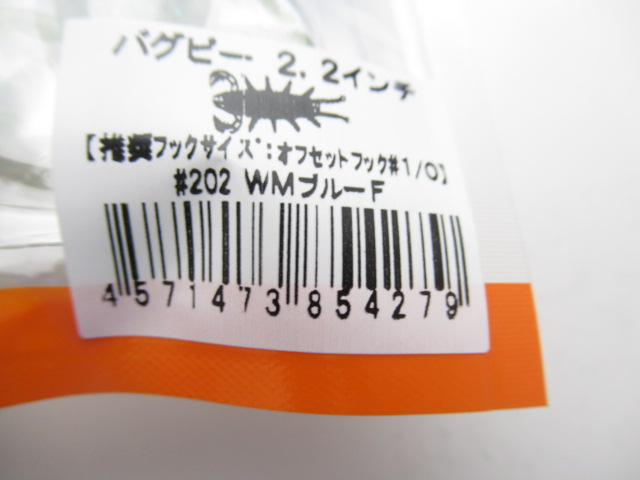 バグピー 2.2インチ
【推奨フックサイズ:オフセットフック#1/0】
#202 WMブルーF
4571473854279